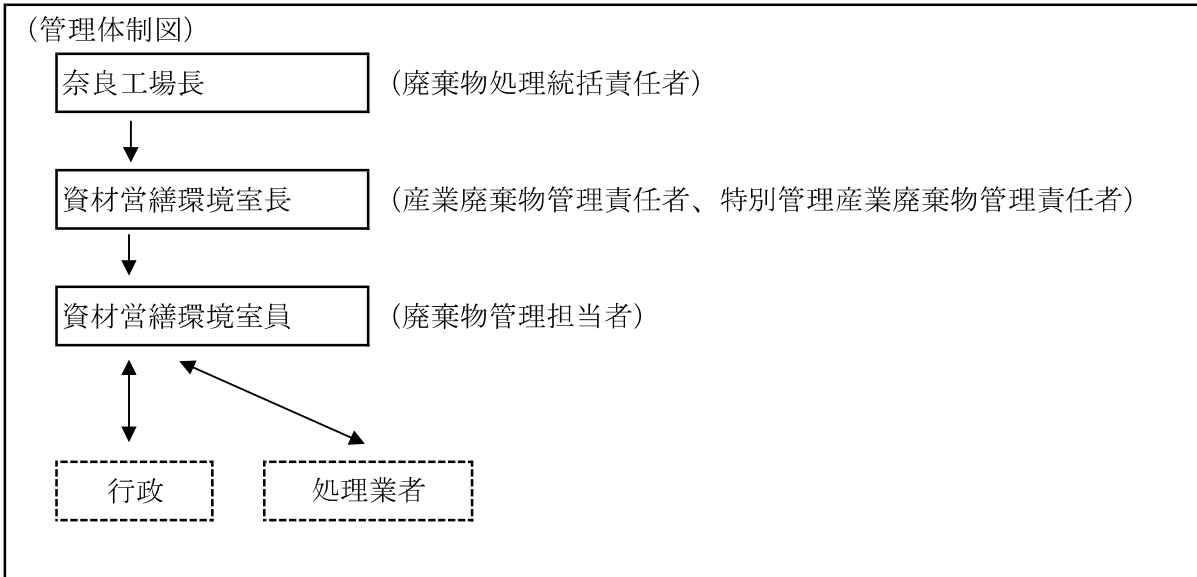 （管理体制図）
奈良工場長　（廃棄物処理統括責任者）
資材営繕環境室長　（産業廃棄物管理責任者、特別管理産業廃棄物管理責任者）
資材営繕環境室員　（廃棄物管理担当者）
行政　処理業者